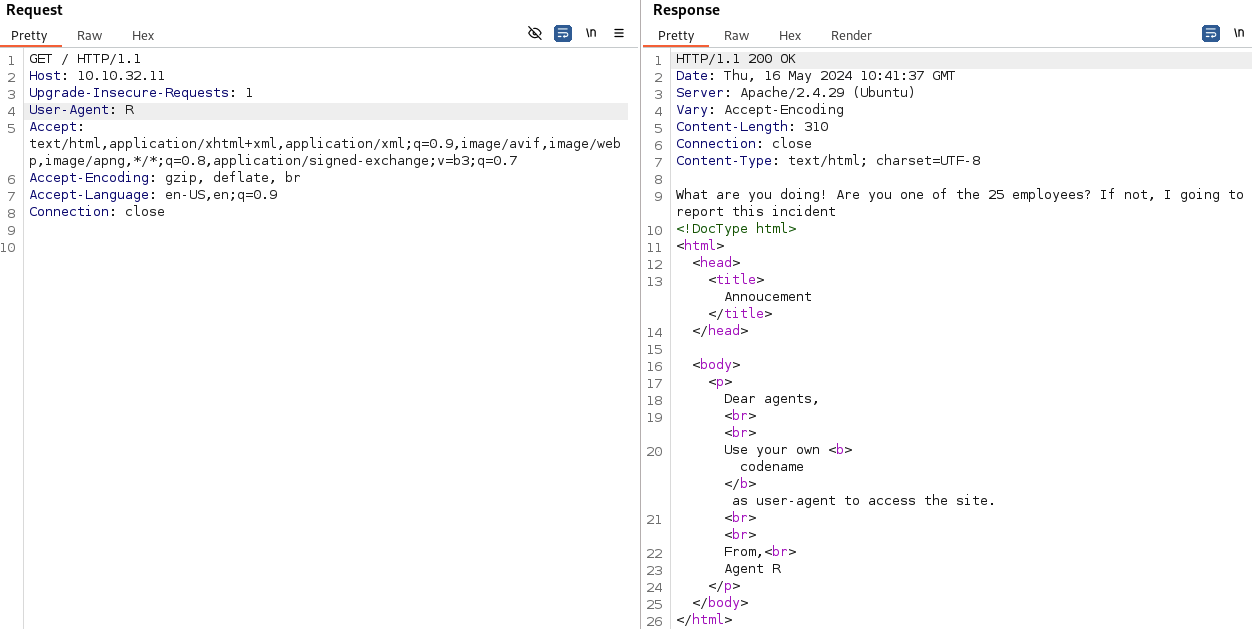 Request
Pretty Raw Hex \n
1 GET / HTTP/1.1
2 Host: 10.10.32.11
3 Upgrade-Insecure-Requests: 1
4 User-Agent: R
5 Accept:
text/html,application/xhtml+xml,application/xml;q=0.9,image/avif,image/web
p,image/apng,*/*;q=0.8,application/signed-exchange;v=b3;q=0.7
6 Accept-Encoding: gzip, deflate, br
7 Accept-Language: en-US,en;q=0.9
8 Connection: close
9
10
Response
Pretty Raw Hex Render \n
1 HTTP/1.1 200 OK
2 Date: Thu, 16 May 2024 10:41:37 GMT
3 Server: Apache/2.4.29 (Ubuntu)
4 Vary: Accept-Encoding
5 Content-Length: 310
6 Connection: close
7 Content-Type: text/html; charset=UTF-8
8
9 What are you doing! Are you one of the 25 employees? If not, I going to
report this incident
10 <!DocType html>
11 <html>
12 <head>
13 <title>
Annoucement
</title>
14 </head>
15
16 <body>
17 <p>
18 Dear agents,
19 <br>
<br>
20 Use your own <b>
codename
</b>
as user-agent to access the site.
21 <br>
<br>
22 From,<br>
23 Agent R
24 </p>
25 </body>
26 </html>